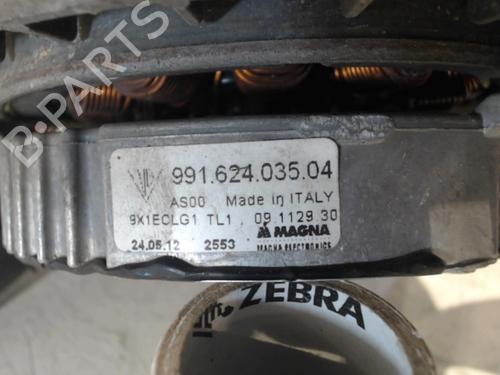 B-PARTS
991.624.035.04
AS00 Made in ITALY
9X1ECLG1 TL1 09 1129 30
24.05.12 2553 MAGNA
MAGNA ELECTRONICS
ZEBRA